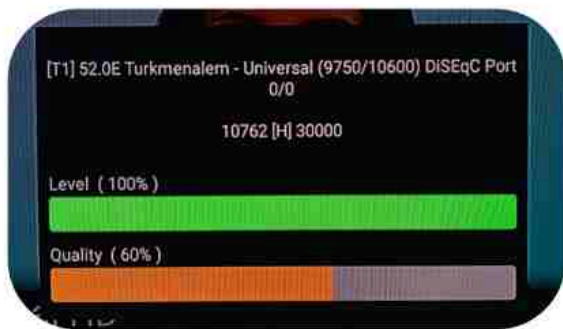 [T1] 52.0E Turkmenalem - Universal (9750/10600) DiSEqC Port
0/0
10762 [H] 30000
Level ( 100% )
Quality ( 60% )